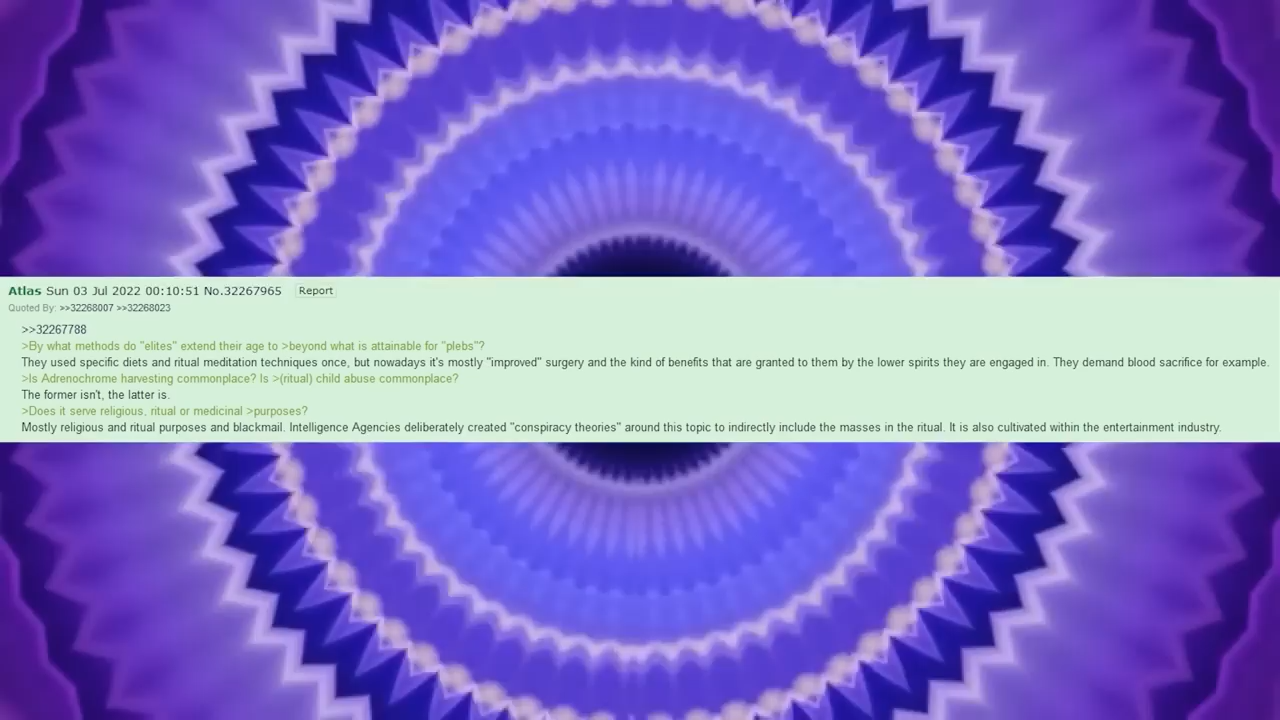 Atlas Sun 03 Jul 2022 00:10:51 No.32267965 Report
Quoted By: >>32268007 >>32268023
>>32267788
>By what methods do "elites" extend their age to >beyond what is attainable for "plebs"?
They used specific diets and ritual meditation techniques once, but nowadays it's mostly "improved" surgery and the kind of benefits that are granted to them by the lower spirits they are engaged in. They demand blood sacrifice for example.
>Is Adrenochrome harvesting commonplace? Is >(ritual) child abuse commonplace?
The former isn't, the latter is.
>Does it serve religious, ritual or medicinal >purposes?
Mostly religious and ritual purposes and blackmail. Intelligence Agencies deliberately created "conspiracy theories" around this topic to indirectly include the masses in the ritual. It is also cultivated within the entertainment industry.